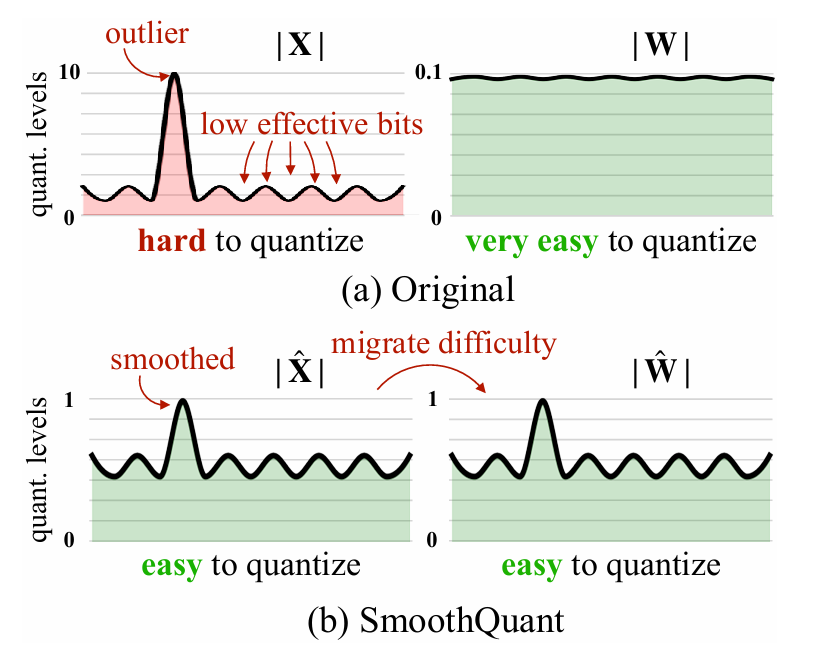 outlier
|X|
|W|
quant. levels
10
0
low effective bits
hard to quantize
0.1
0
very easy to quantize
(a) Original
smoothed
|X̂|
migrate difficulty
|Ŵ|
quant. levels
1
0
easy to quantize
1
0
easy to quantize
(b) SmoothQuant